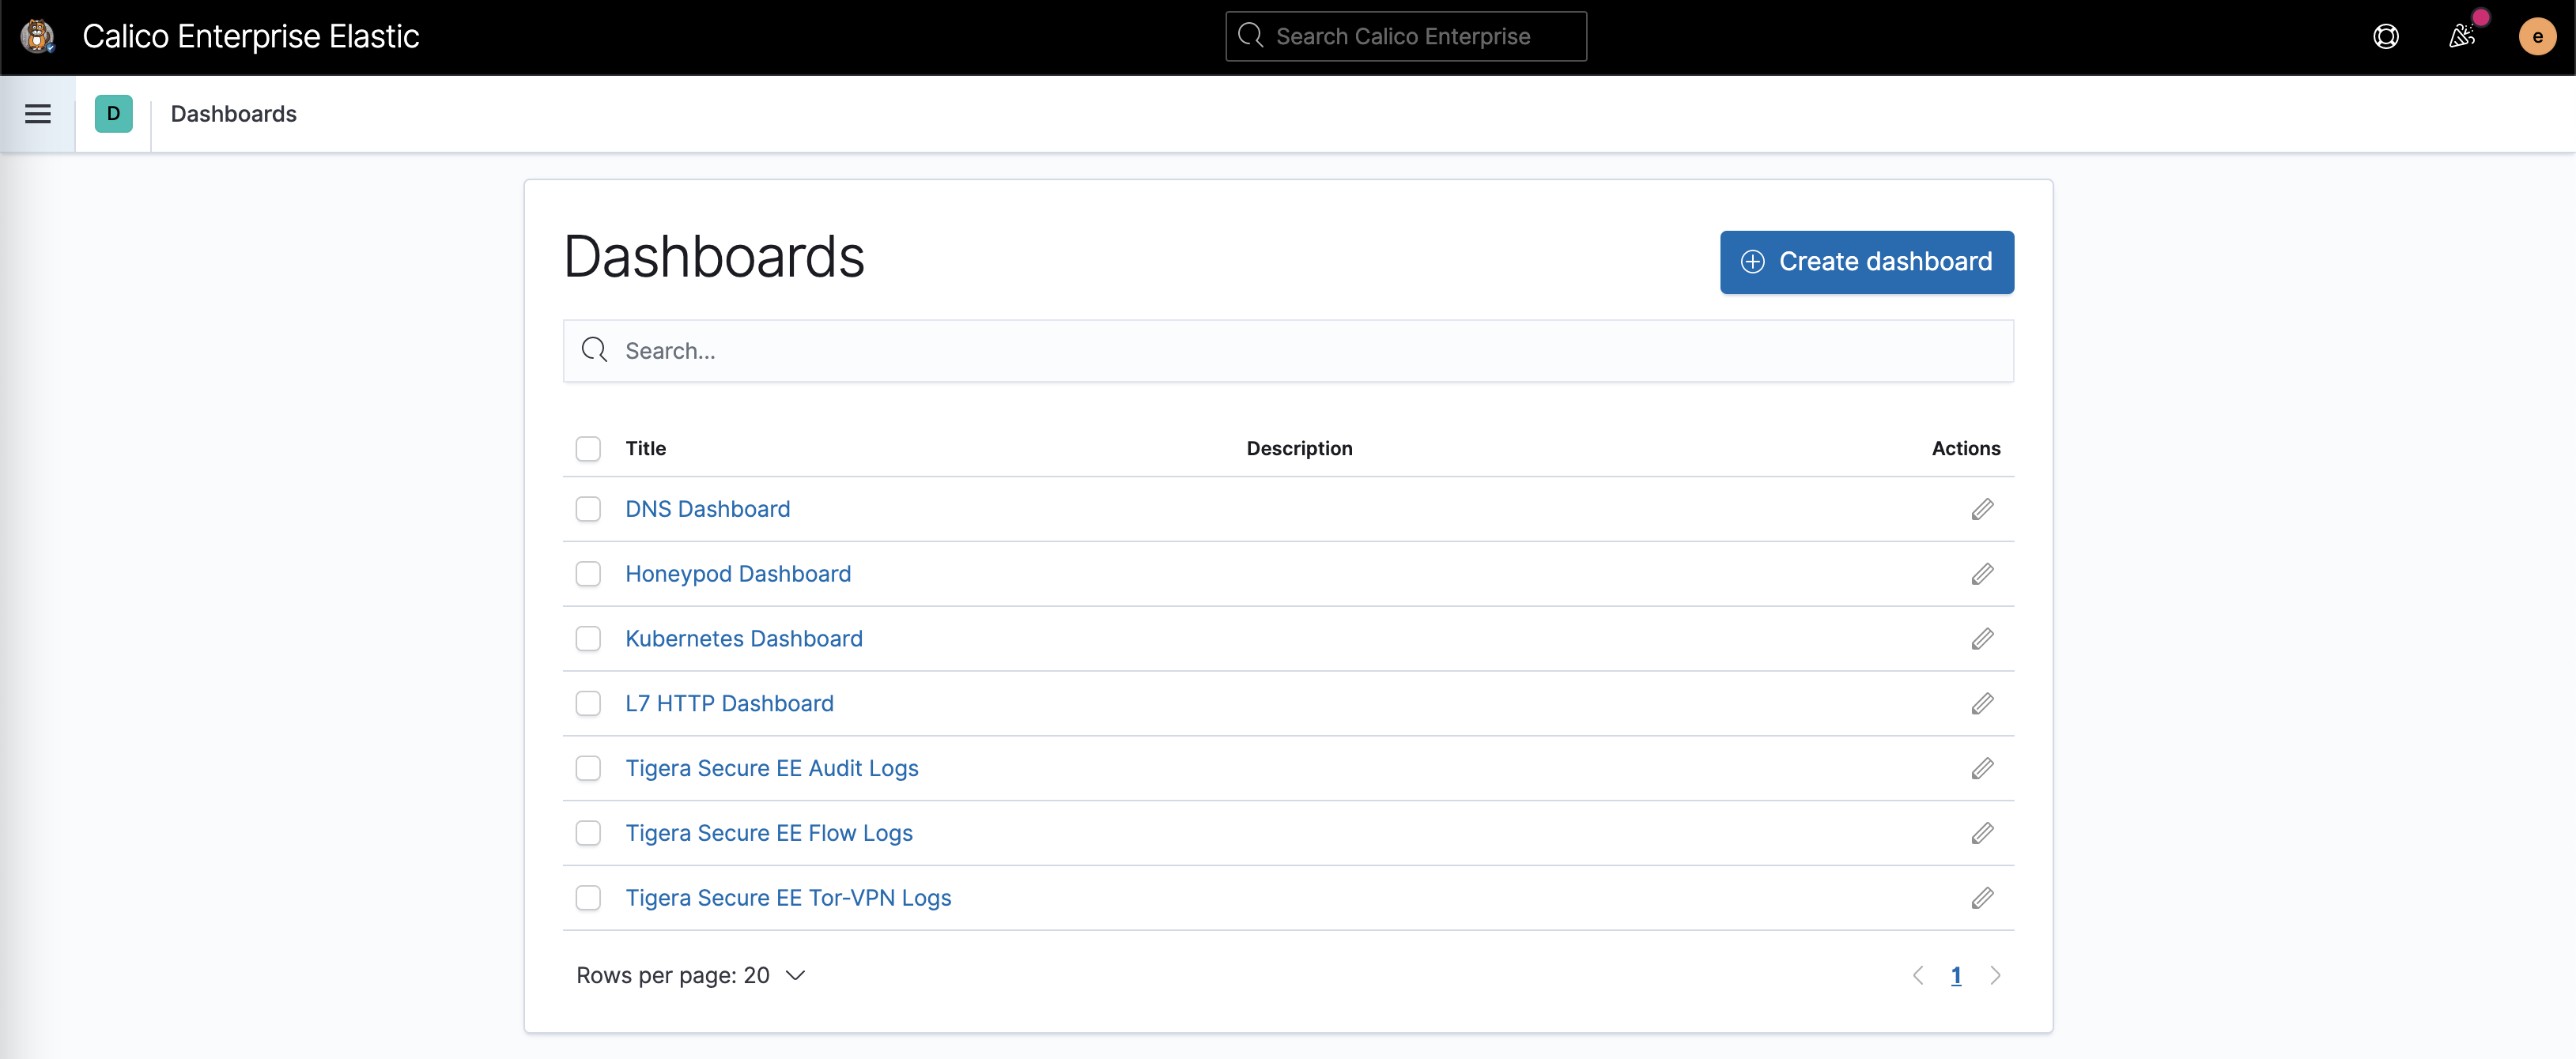 Calico Enterprise Elastic
Search Calico Enterprise
e
D
Dashboards
Dashboards
Create dashboard
Search...
Title Description Actions
DNS Dashboard
Honeypod Dashboard
Kubernetes Dashboard
L7 HTTP Dashboard
Tigera Secure EE Audit Logs
Tigera Secure EE Flow Logs
Tigera Secure EE Tor-VPN Logs
Rows per page: 20
1